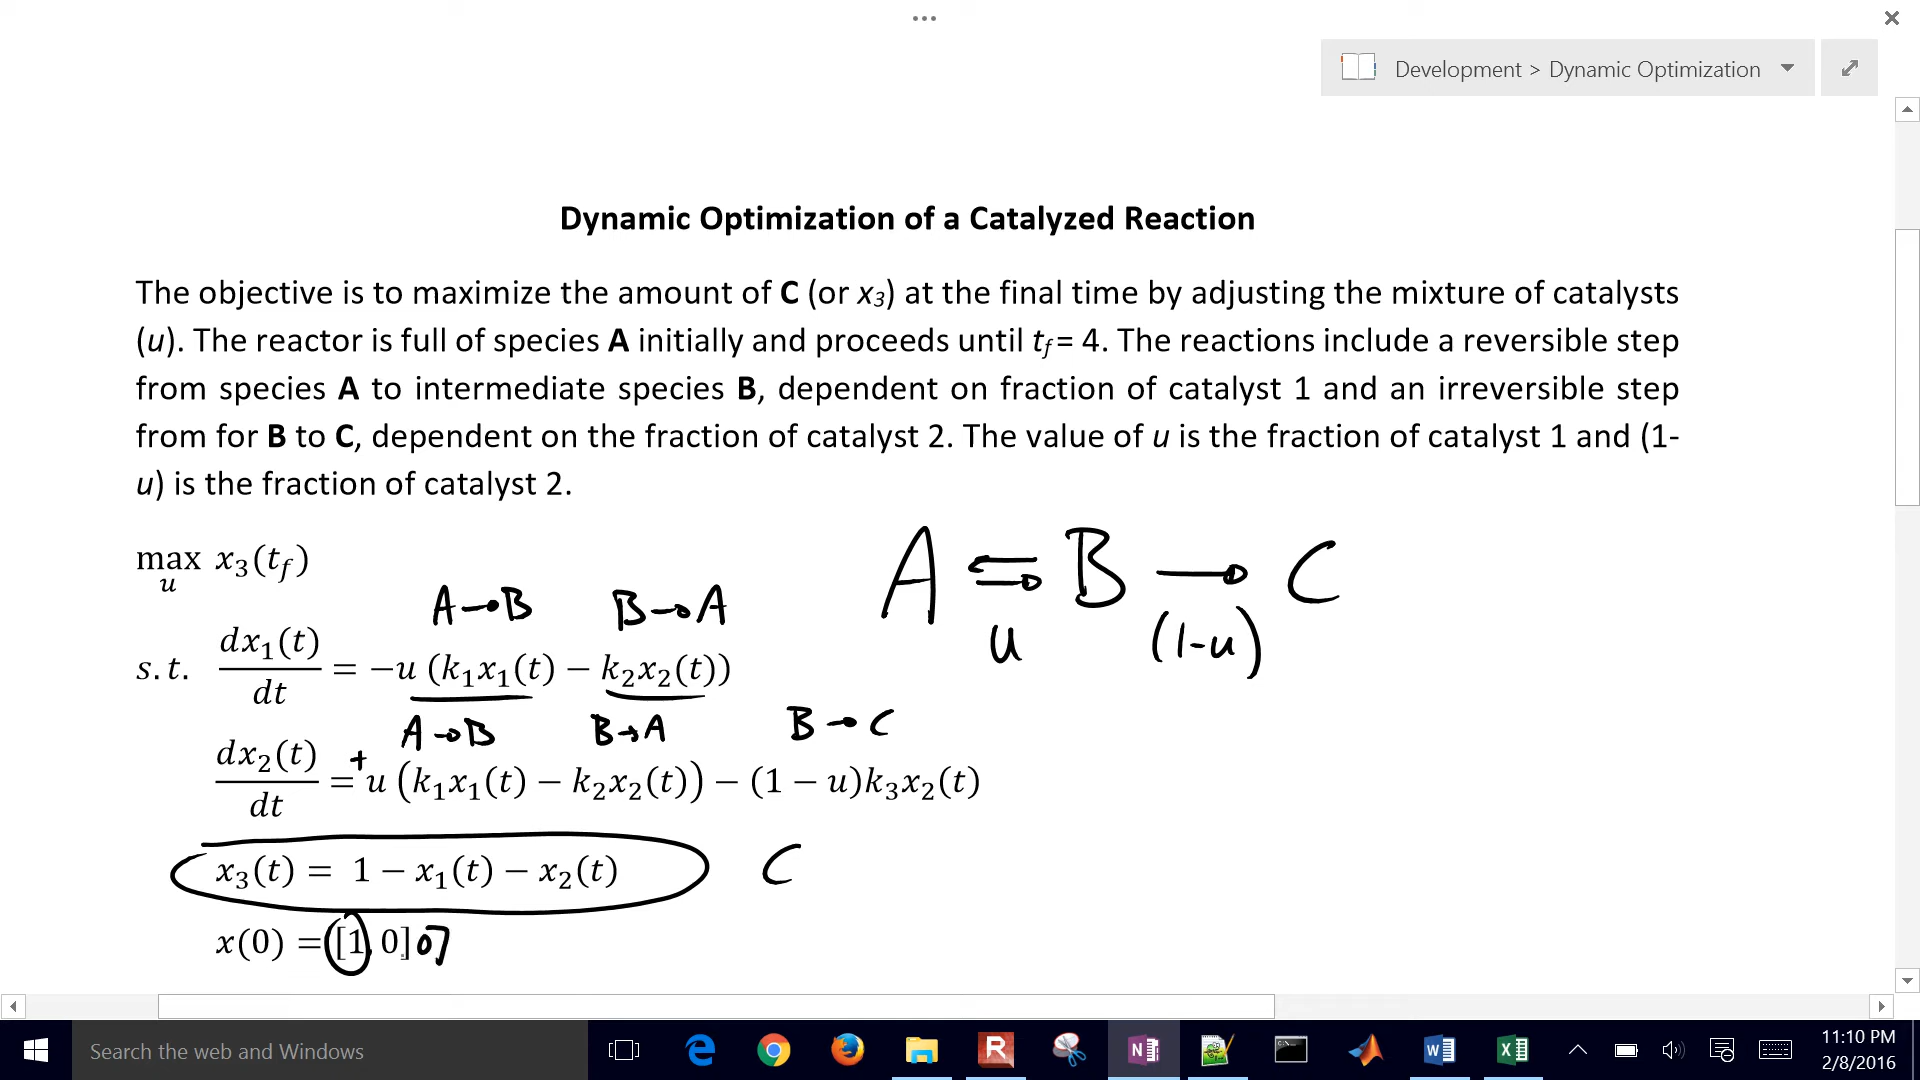 Development > Dynamic Optimization
Dynamic Optimization of a Catalyzed Reaction
The objective is to maximize the amount of C (or x₃) at the final time by adjusting the mixture of catalysts
(u). The reactor is full of species A initially and proceeds until t_f = 4. The reactions include a reversible step
from species A to intermediate species B, dependent on fraction of catalyst 1 and an irreversible step
from for B to C, dependent on the fraction of catalyst 2. The value of u is the fraction of catalyst 1 and (1-
u) is the fraction of catalyst 2.
max x₃(t_f)
u
A ⇌ B → C
u (1-u)
A→B B→A
s.t. dx₁(t)/dt = −u (k₁x₁(t) − k₂x₂(t))
A→B B→A B→C
dx₂(t)/dt = + u (k₁x₁(t) − k₂x₂(t)) − (1 − u)k₃x₂(t)
x₃(t) = 1 − x₁(t) − x₂(t) C
x(0) = [1, 0] 0]
Search the web and Windows
11:10 PM
2/8/2016